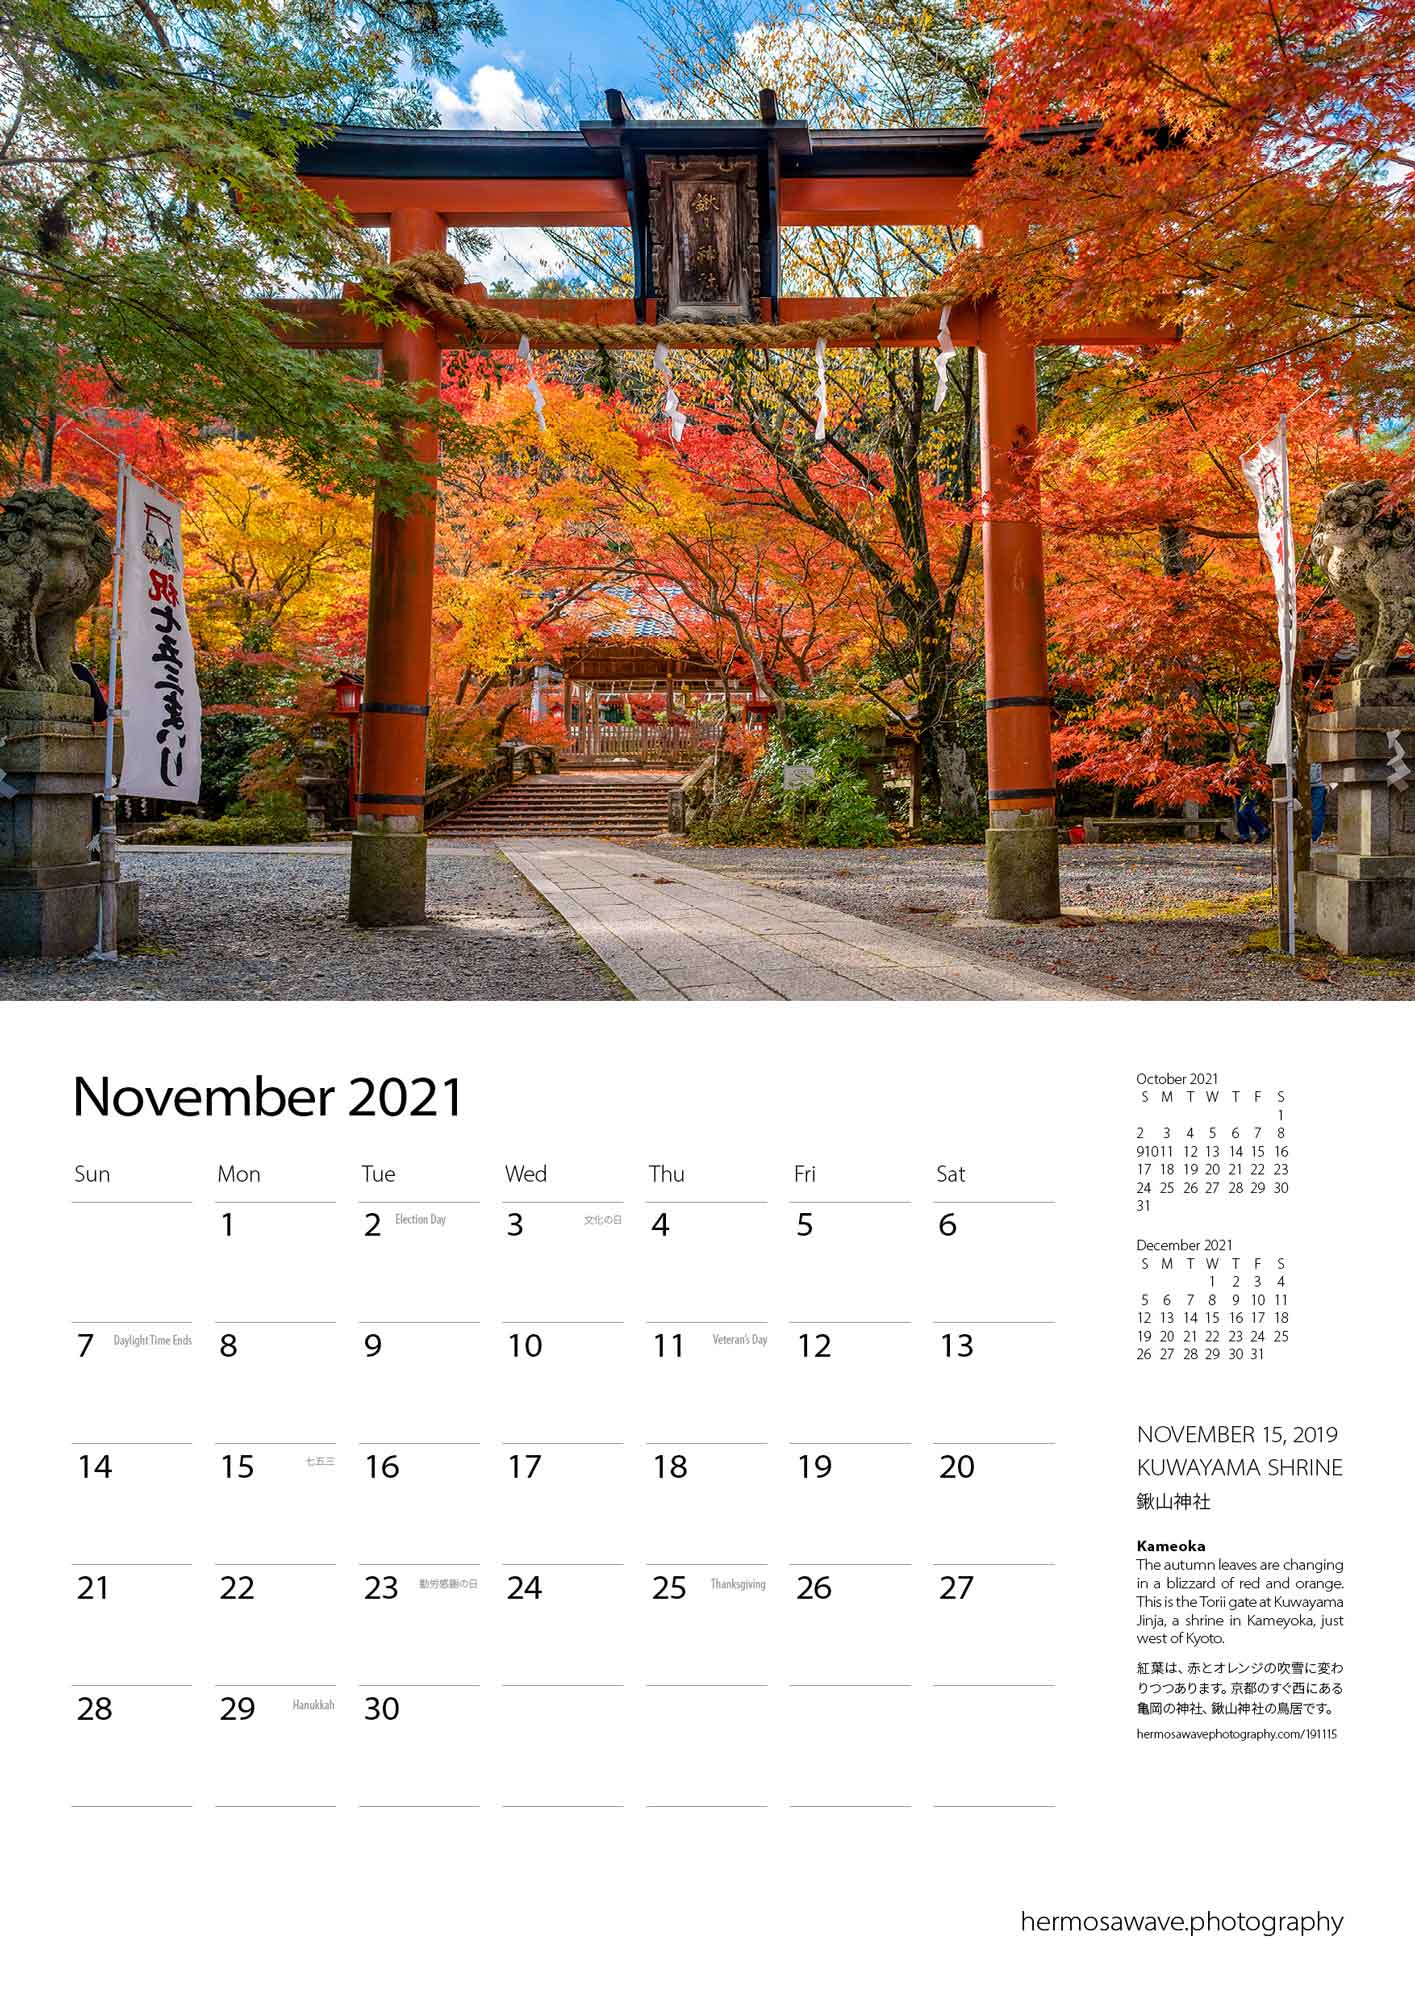 鍬山神社
祝
November 2021
Sun Mon Tue Wed Thu Fri Sat
1 2 Election Day 3 文化の日 4 5 6
7 Daylight Time Ends 8 9 10 11 Veteran's Day 12 13
14 15 七五三 16 17 18 19 20
21 22 23 勤労感謝の日 24 25 Thanksgiving 26 27
28 29 Hanukkah 30
October 2021
S M T W T F S
1
2 3 4 5 6 7 8
91011 12 13 14 15 16
17 18 19 20 21 22 23
24 25 26 27 28 29 30
31
December 2021
S M T W T F S
1 2 3 4
5 6 7 8 9 10 11
12 13 14 15 16 17 18
19 20 21 22 23 24 25
26 27 28 29 30 31
NOVEMBER 15, 2019
KUWAYAMA SHRINE
鍬山神社
Kameoka
The autumn leaves are changing
in a blizzard of red and orange.
This is the Torii gate at Kuwayama
Jinja, a shrine in Kameyoka, just
west of Kyoto.
紅葉は、赤とオレンジの吹雪に変わ
りつつあります。京都のすぐ西にある
亀岡の神社、鍬山神社の鳥居です。
hermosawavephotography.com/191115
hermosawave.photography